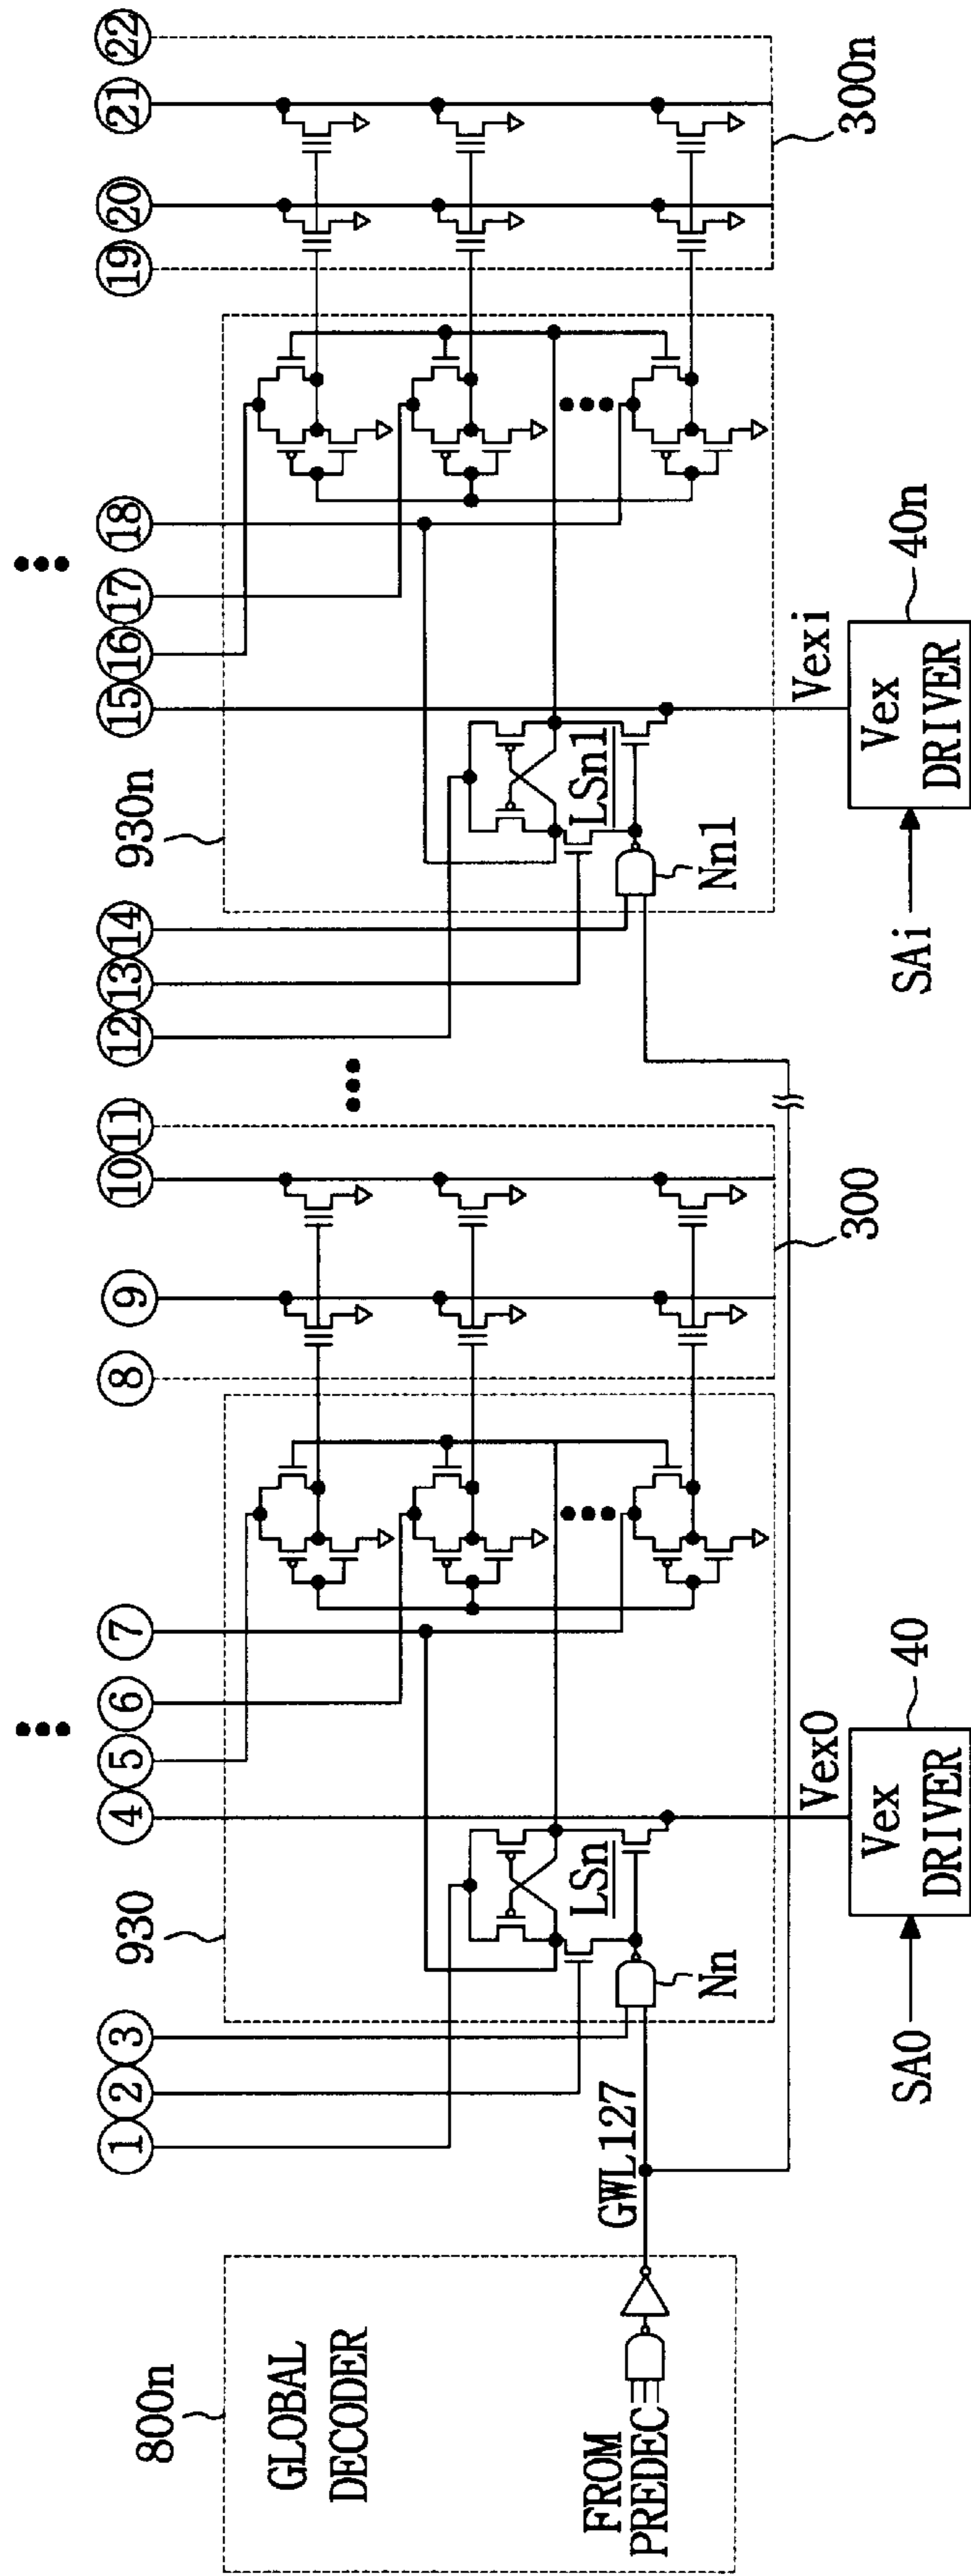 ① ② ③ ④ ⑤ ⑥ ⑦ ⑧ ⑨ ⑩ ⑪ ⑫ ⑬ ⑭ ⑮ ⑯ ⑰ ⑱ ⑲ ⑳ ㉑ ㉒
800n
GLOBAL
DECODER
FROM
PREDEC
GWL127
930
LSn
Nn
Vex0
SA0
Vex
DRIVER
40
300
930n
LSn1
Nn1
Vexi
SAi
Vex
DRIVER
40n
300n